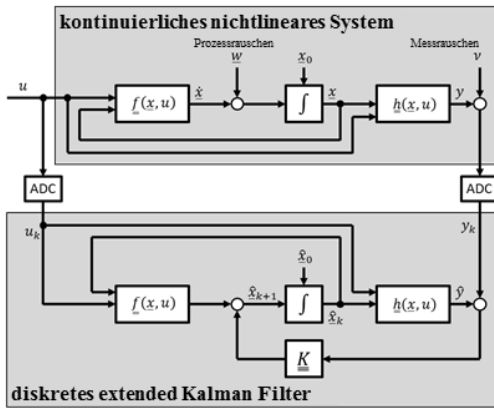 kontinuierliches nichtlineares System
Prozessrauschen
Messrauschen
u
w
x₀
v
f(x, u)
ẋ
∫
x
h(x, u)
y
ADC
ADC
uₖ
yₖ
x̂₀
f(x, u)
x̂ₖ₊₁
∫
x̂ₖ
h(x, u)
ŷ
K
diskretes extended Kalman Filter